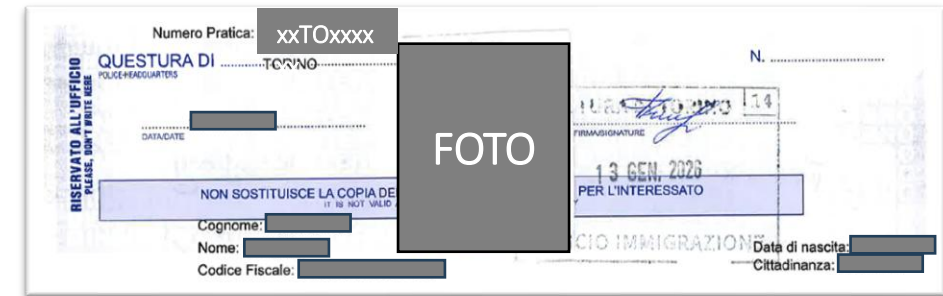 Numero Pratica: xxTOxxxx
RISERVATO ALL'UFFICIO
PLEASE, DON'T WRITE HERE
QUESTURA DI TORINO
POLICE-HEADQUARTERS
N.
DATA/DATE
FOTO
14
FIRMA/SIGNATURE
13 GEN. 2026
NON SOSTITUISCE LA COPIA PER L'INTERESSATO
IT IS NOT VALID
IMMIGRAZIONE
Cognome:
Nome:
Codice Fiscale:
Data di nascita:
Cittadinanza: